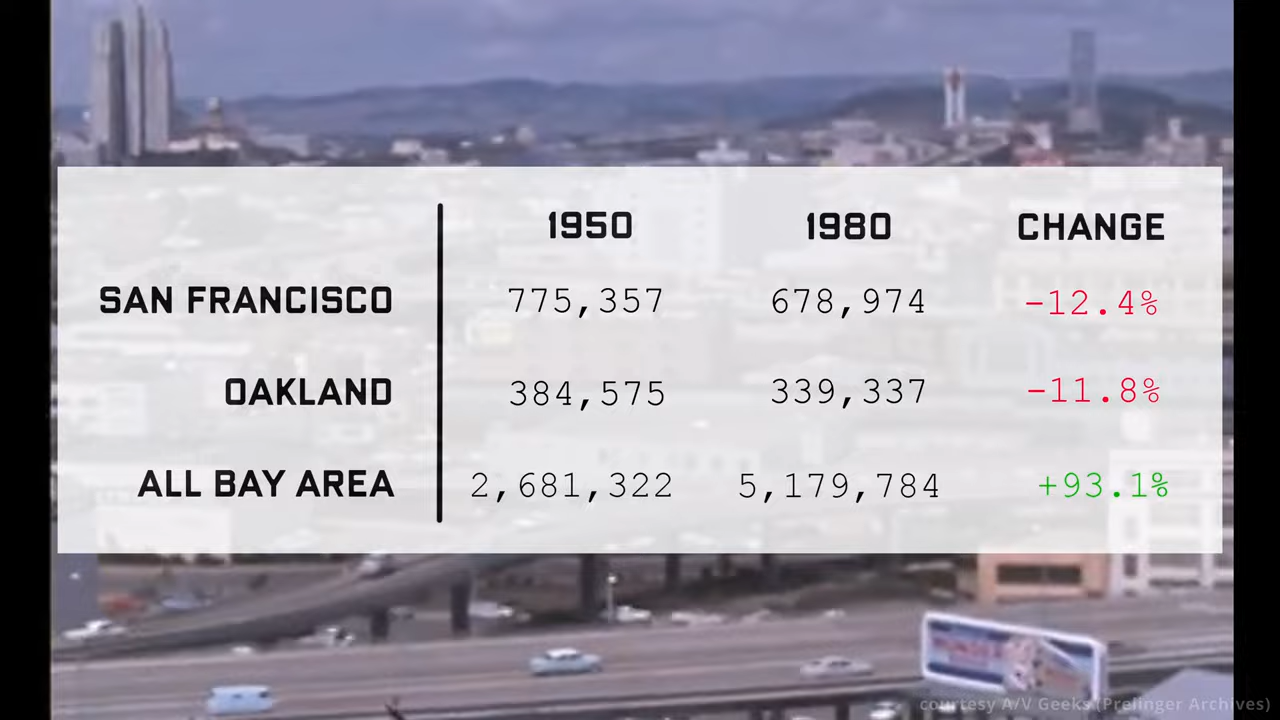 1950 1980 CHANGE
SAN FRANCISCO 775,357 678,974 -12.4%
OAKLAND 384,575 339,337 -11.8%
ALL BAY AREA 2,681,322 5,179,784 +93.1%
courtesy A/V Geeks (Prelinger Archives)